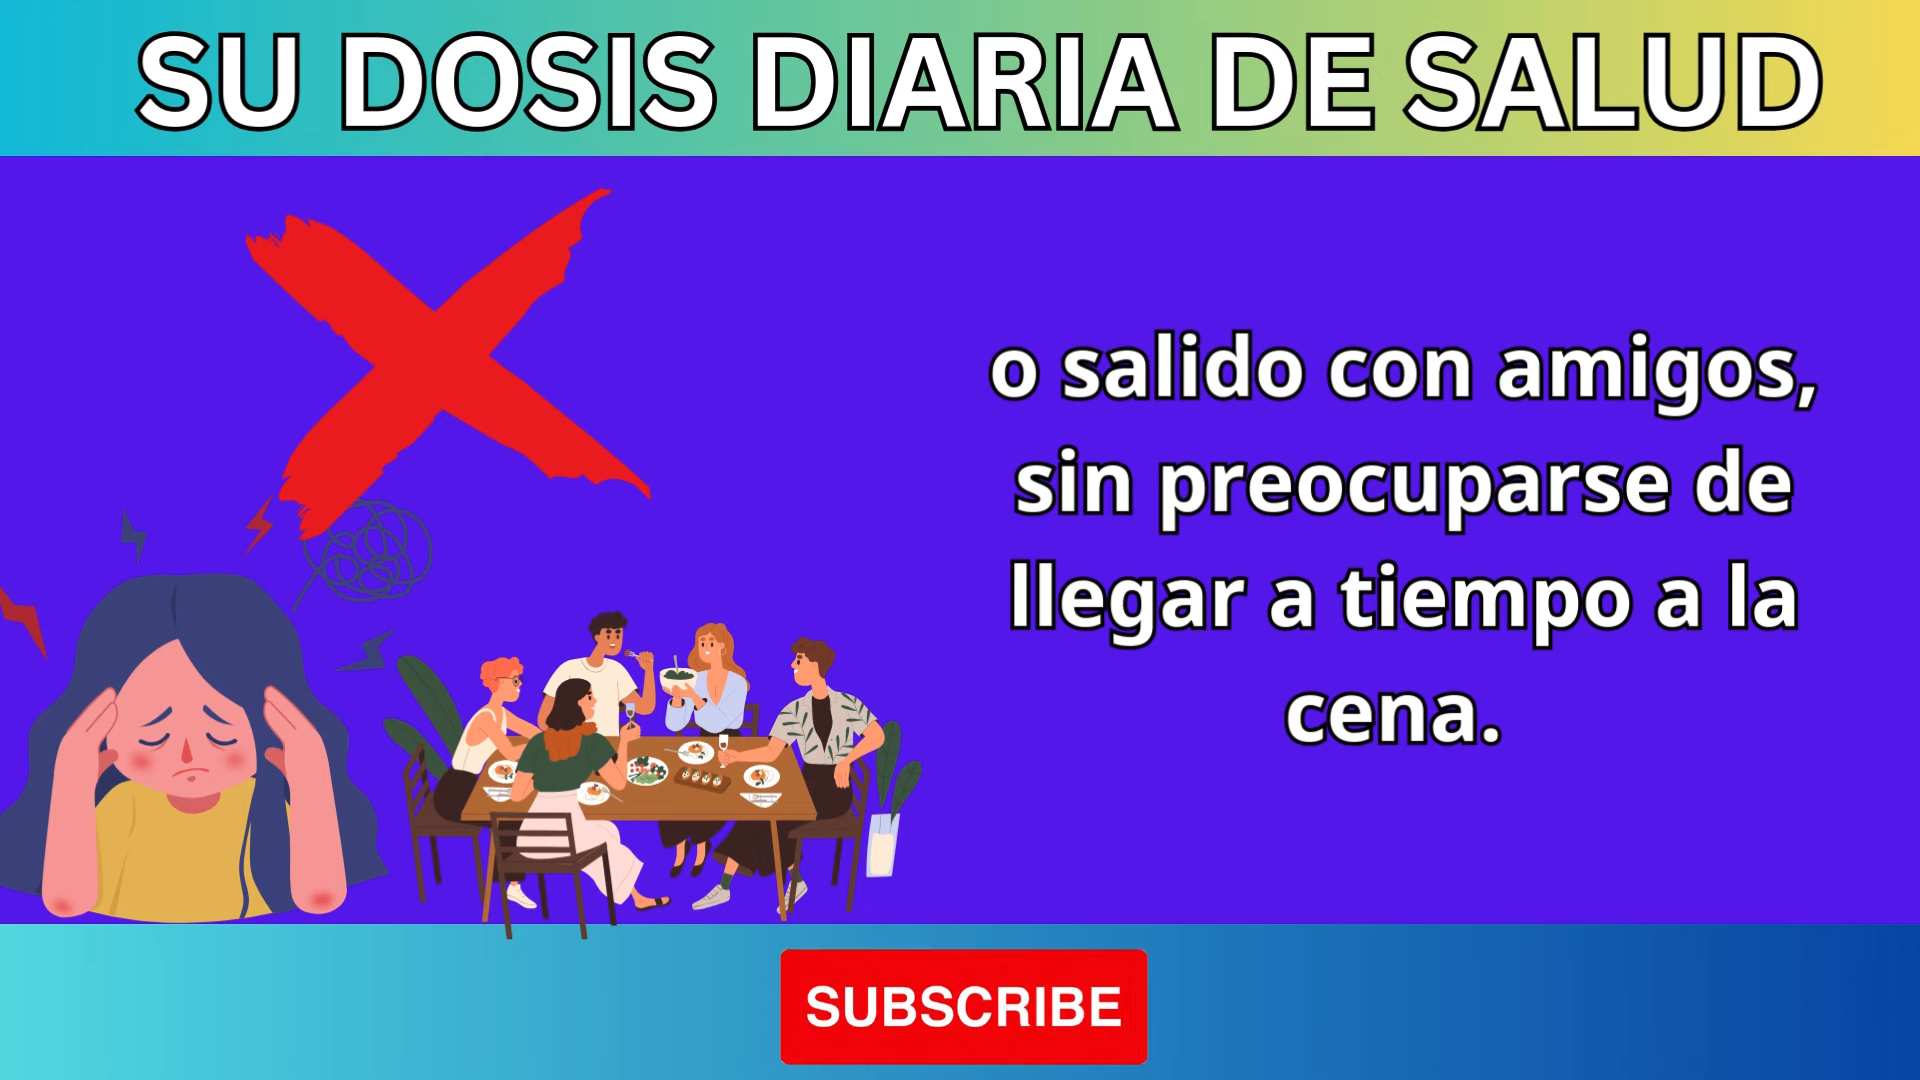 SU DOSIS DIARIA DE SALUD
o salido con amigos,
sin preocuparse de
llegar a tiempo a la
cena.
SUBSCRIBE